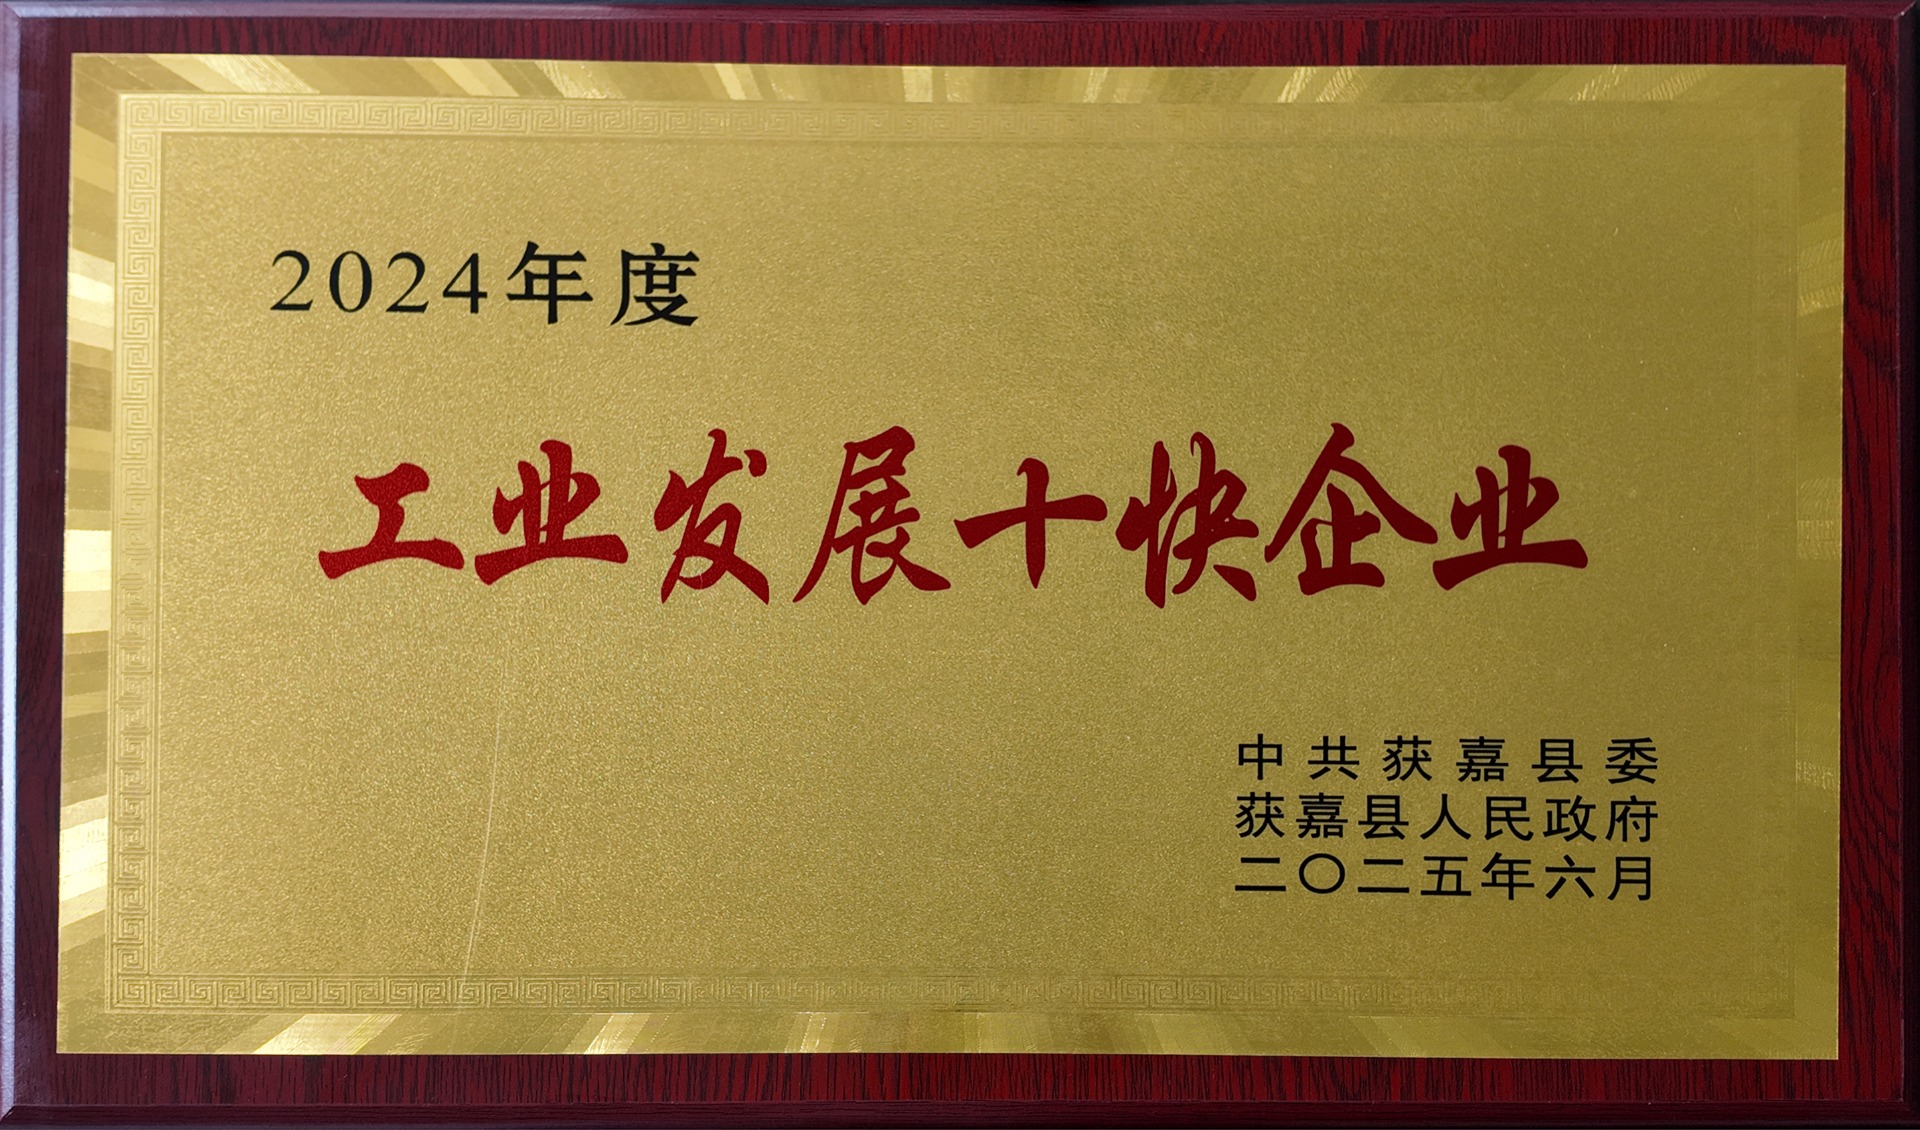 2024年度
工业发展十快企业
中共获嘉县委
获嘉县人民政府
二〇二五年六月